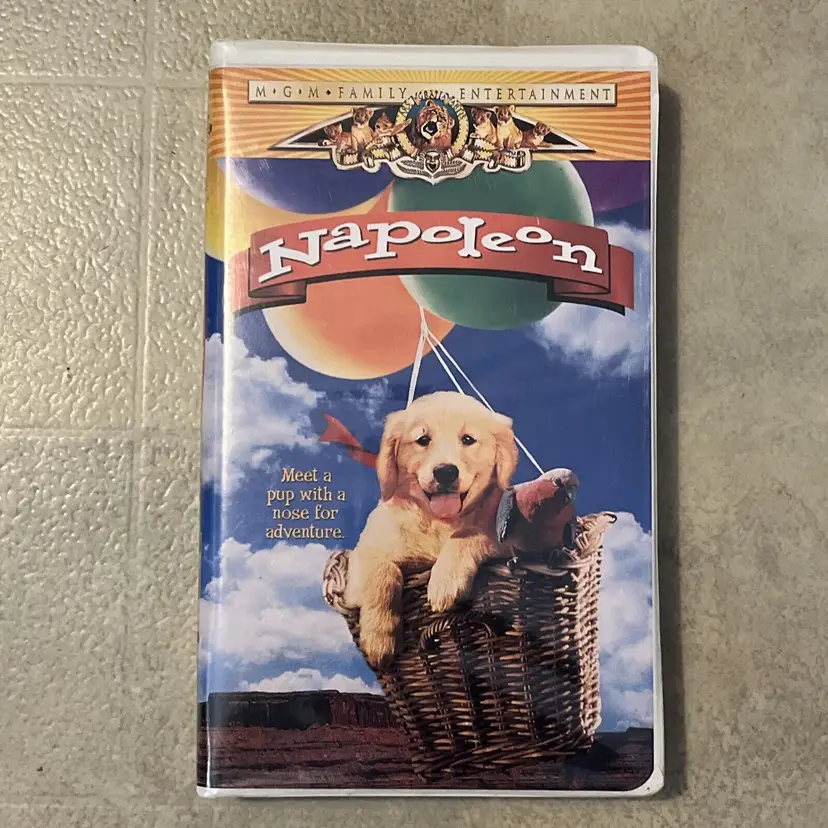 M•G•M•FAMILY ENTERTAINMENT
Napoleon
Meet a
pup with a
nose for
adventure.